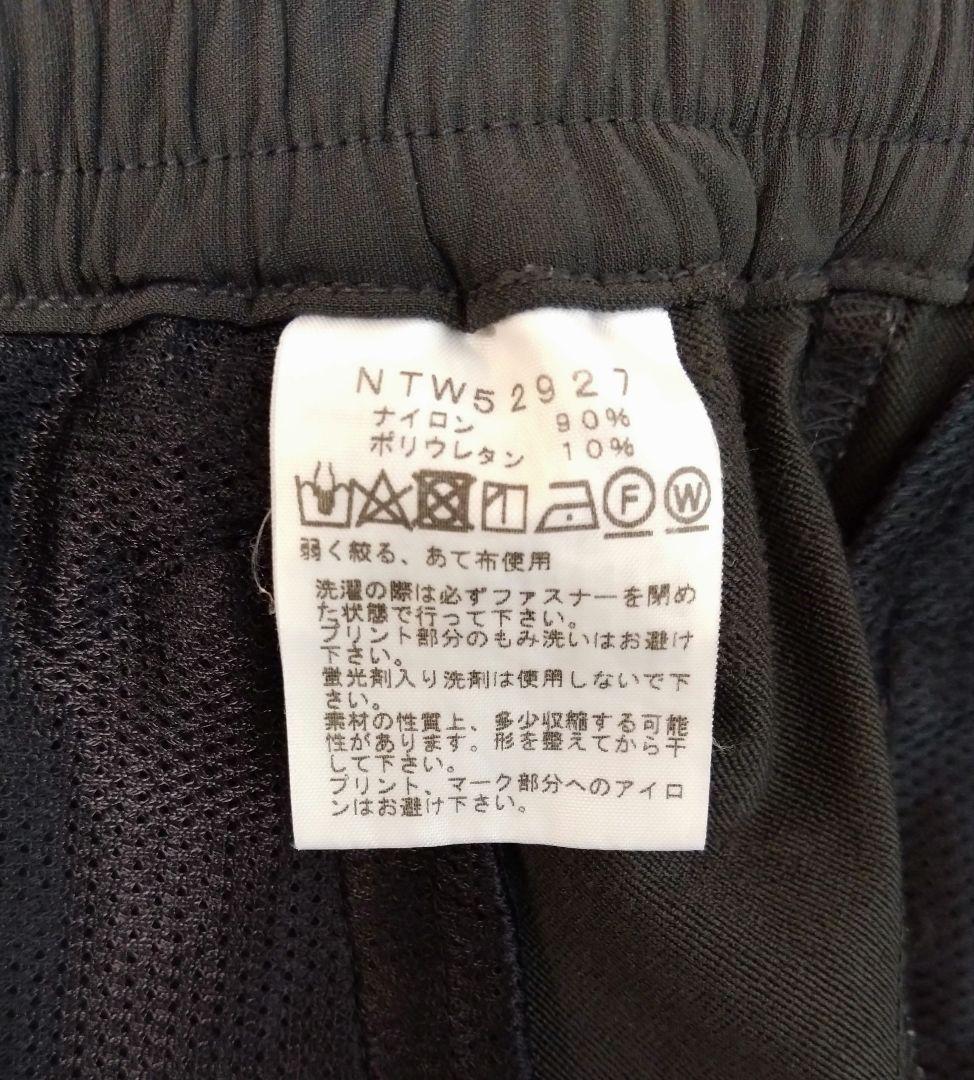 NTW52927
ナイロン 90%
ポリウレタン 10%
F W
弱く絞る、あて布使用
洗濯の際は必ずファスナーを閉め
た状態で行って下さい。
プリント部分のもみ洗いはお避け
下さい。
蛍光剤入り洗剤は使用しないで下
さい。
素材の性質上、多少収縮する可能
性があります。形を整えてから干
して下さい。
プリント、マーク部分へのアイロ
ンはお避け下さい。